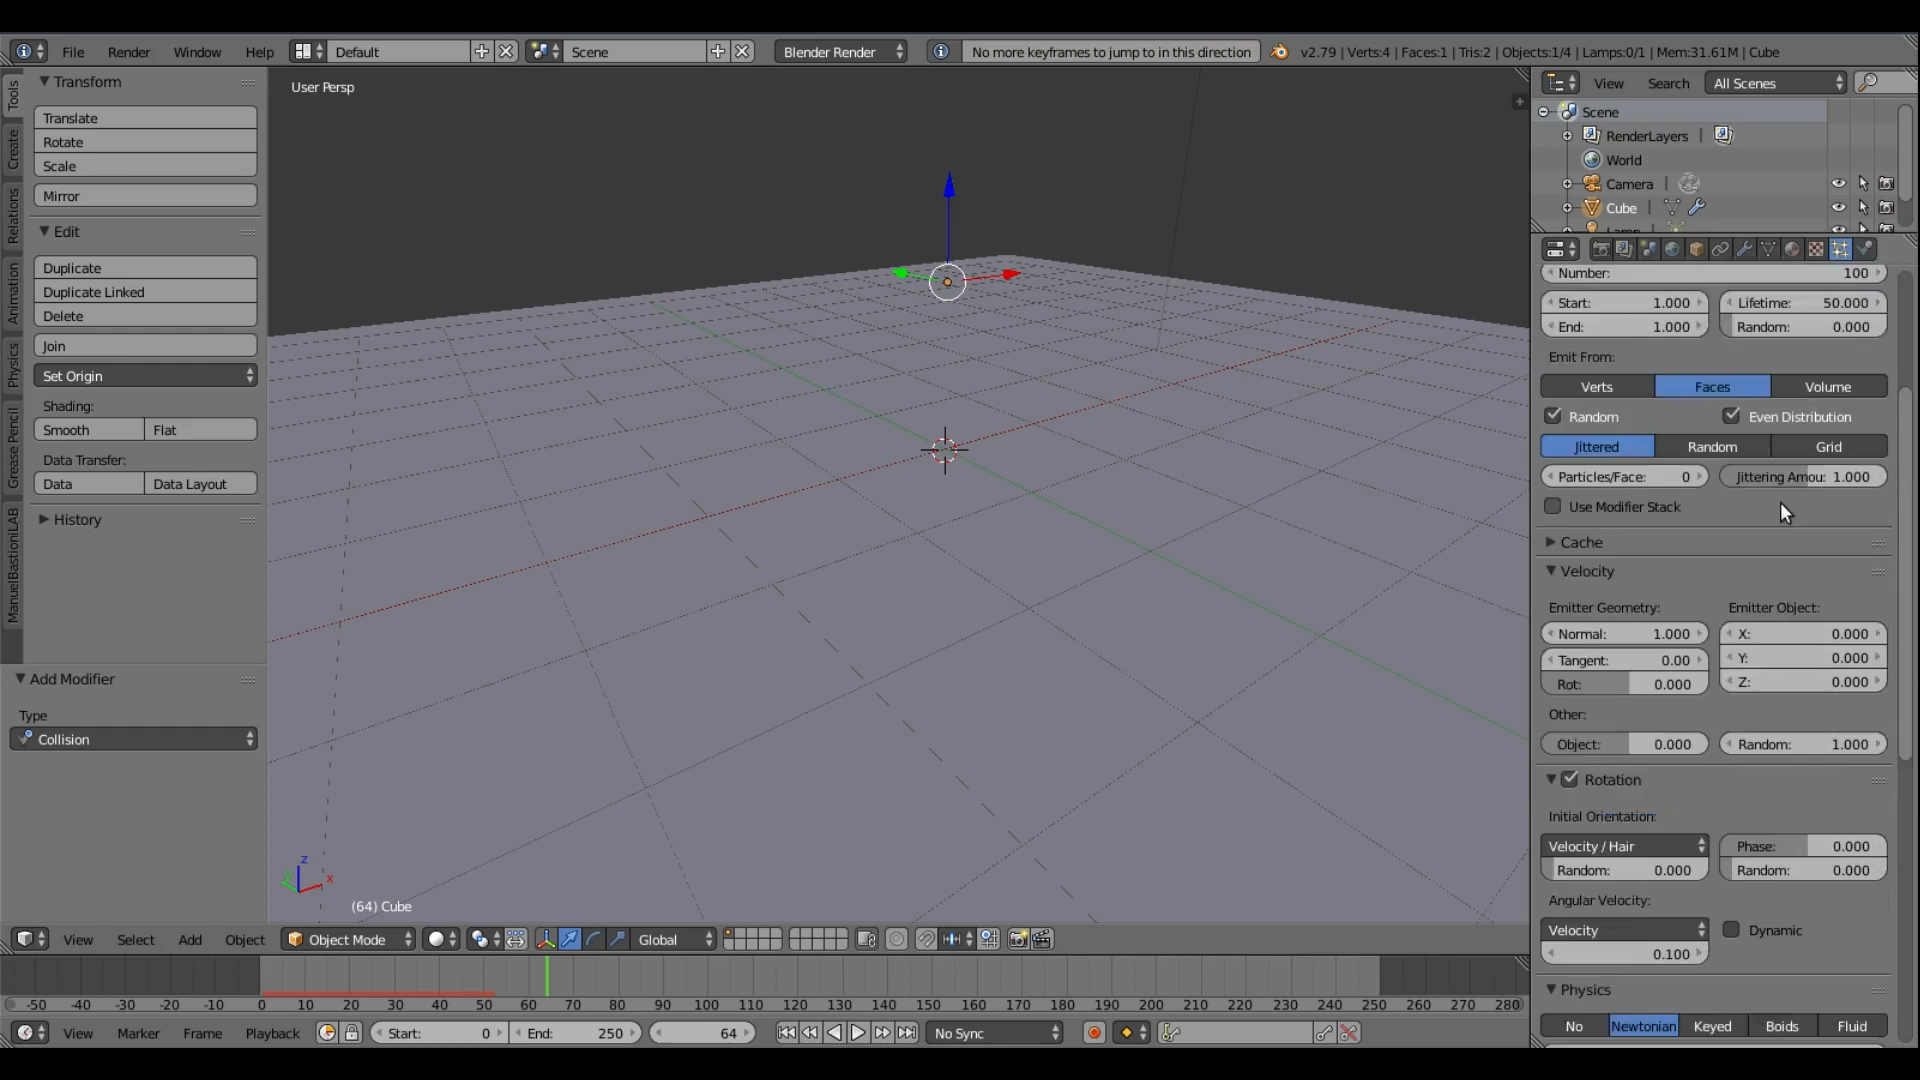 File Render Window Help Default Scene Blender Render No more keyframes to jump to in this direction v2.79 | Verts:4 | Faces:1 | Tris:2 | Objects:1/4 | Lamps:0/1 | Mem:31.61M | Cube
Tools
Create
Relations
Animation
Physics
Grease Pencil
ManuelBastioniLAB
Transform
Translate
Rotate
Scale
Mirror
Edit
Duplicate
Duplicate Linked
Delete
Join
Set Origin
Shading:
Smooth Flat
Data Transfer:
Data Data Layout
History
Add Modifier
Type
Collision
User Persp
z
x
(64) Cube
View Search All Scenes
Scene
RenderLayers |
World
Camera |
Cube |
Lamp
Number: 100
Start: 1.000 Lifetime: 50.000
End: 1.000 Random: 0.000
Emit From:
Verts Faces Volume
Random Even Distribution
Jittered Random Grid
Particles/Face: 0 Jittering Amou: 1.000
Use Modifier Stack
Cache
Velocity
Emitter Geometry: Emitter Object:
Normal: 1.000 X: 0.000
Tangent: 0.00 Y: 0.000
Rot: 0.000 Z: 0.000
Other:
Object: 0.000 Random: 1.000
Rotation
Initial Orientation:
Velocity / Hair Phase: 0.000
Random: 0.000 Random: 0.000
Angular Velocity:
Velocity Dynamic
0.100
Physics
No Newtonian Keyed Boids Fluid
View Select Add Object Object Mode Global
-50 -40 -30 -20 -10 0 10 20 30 40 50 60 70 80 90 100 110 120 130 140 150 160 170 180 190 200 210 220 230 240 250 260 270 280
View Marker Frame Playback Start: 0 End: 250 64 No Sync